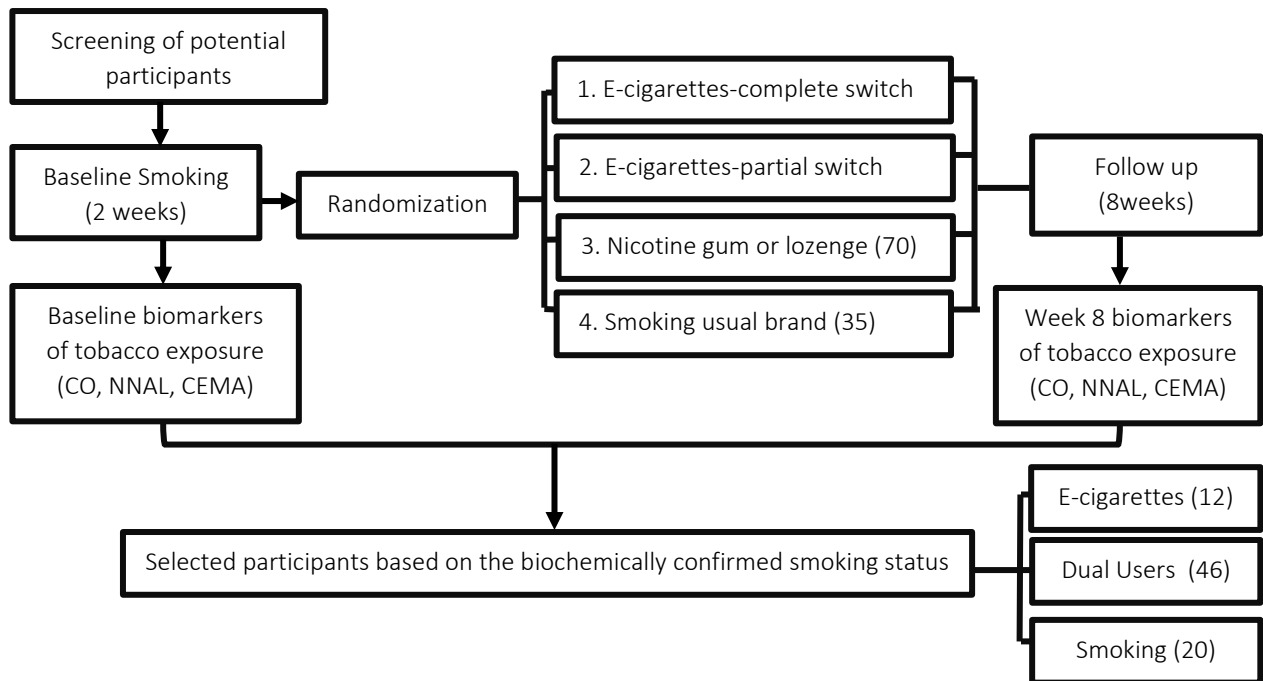 Screening of potential
participants
Baseline Smoking
(2 weeks)
Randomization
1. E-cigarettes-complete switch
2. E-cigarettes-partial switch
3. Nicotine gum or lozenge (70)
4. Smoking usual brand (35)
Follow up
(8weeks)
Baseline biomarkers
of tobacco exposure
(CO, NNAL, CEMA)
Week 8 biomarkers
of tobacco exposure
(CO, NNAL, CEMA)
Selected participants based on the biochemically confirmed smoking status
E-cigarettes (12)
Dual Users (46)
Smoking (20)